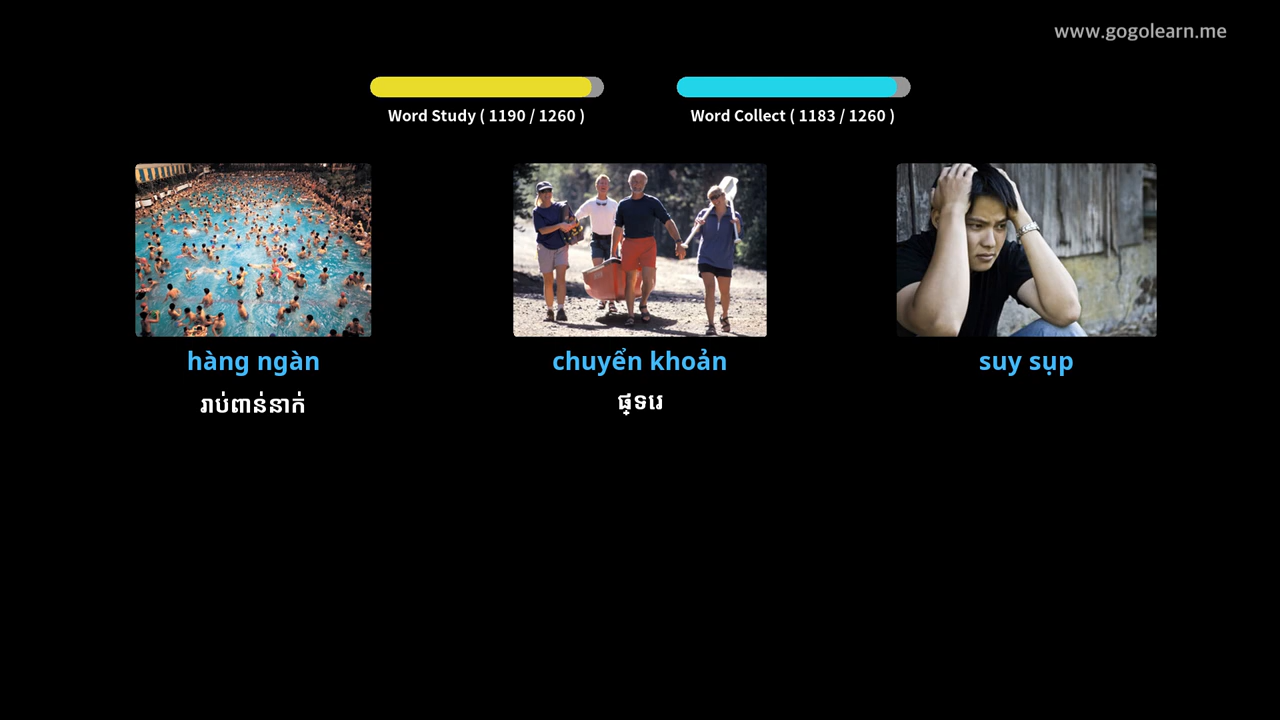 www.gogolearn.me
Word Study ( 1190 / 1260 )
Word Collect ( 1183 / 1260 )
hàng ngàn
chuyển khoản
suy sụp
រាប់ពាន់នាក់
ផ្ទរេ